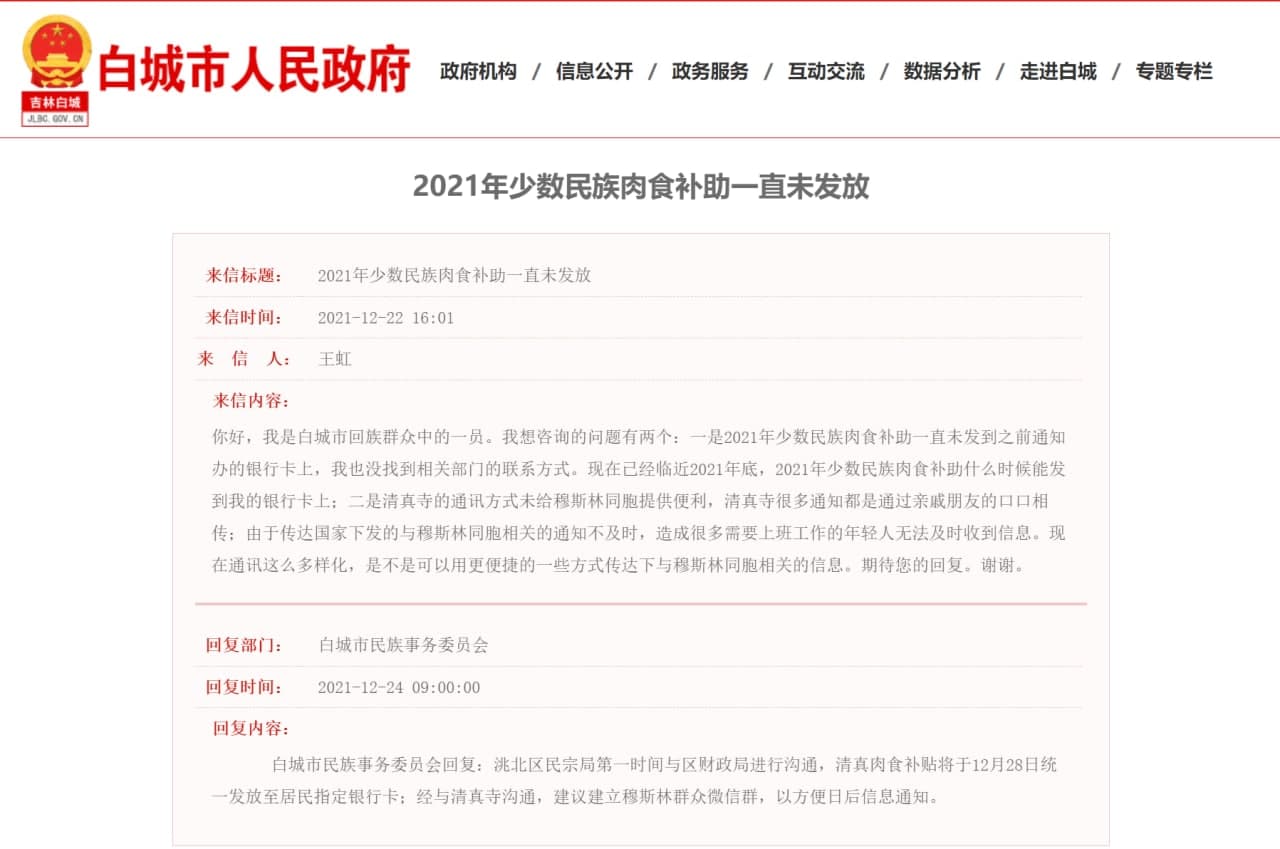 白城市人民政府
吉林白城
JLBC.GOV.CN
政府机构 / 信息公开 / 政务服务 / 互动交流 / 数据分析 / 走进白城 / 专题专栏
2021年少数民族肉食补助一直未发放
来信标题： 2021年少数民族肉食补助一直未发放
来信时间： 2021-12-22 16:01
来 信 人： 王虹
来信内容：
你好，我是白城市回族群众中的一员。我想咨询的问题有两个：一是2021年少数民族肉食补助一直未发到之前通知
办的银行卡上，我也没找到相关部门的联系方式。现在已经临近2021年底，2021年少数民族肉食补助什么时候能发
到我的银行卡上；二是清真寺的通讯方式未给穆斯林同胞提供便利，清真寺很多通知都是通过亲戚朋友的口口相
传；由于传达国家下发的与穆斯林同胞相关的通知不及时，造成很多需要上班工作的年轻人无法及时收到信息。现
在通讯这么多样化，是不是可以用更便捷的一些方式传达下与穆斯林同胞相关的信息。期待您的回复。谢谢。
回复部门： 白城市民族事务委员会
回复时间： 2021-12-24 09:00:00
回复内容：
白城市民族事务委员会回复：洮北区民宗局第一时间与区财政局进行沟通，清真肉食补贴将于12月28日统
一发放至居民指定银行卡；经与清真寺沟通，建议建立穆斯林群众微信群，以方便日后信息通知。